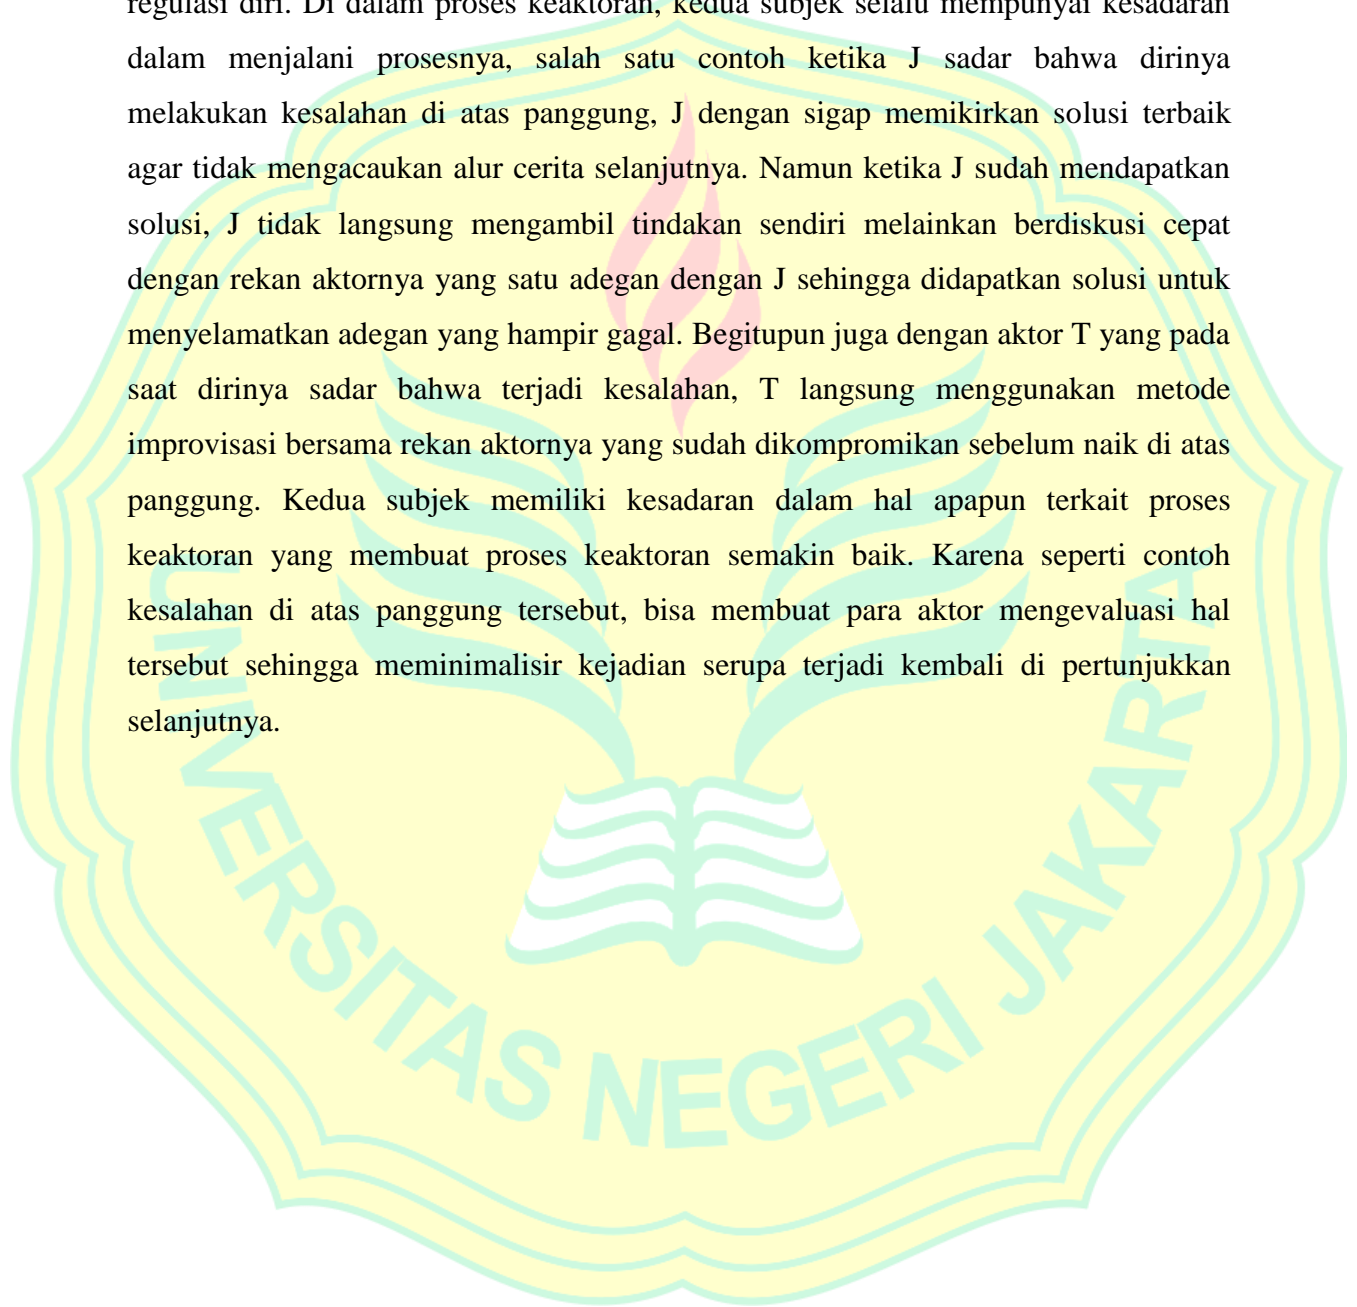 regulasi diri. Di dalam proses keaktoran, kedua subjek selalu mempunyai kesadaran
dalam menjalani prosesnya, salah satu contoh ketika J sadar bahwa dirinya
melakukan kesalahan di atas panggung, J dengan sigap memikirkan solusi terbaik
agar tidak mengacaukan alur cerita selanjutnya. Namun ketika J sudah mendapatkan
solusi, J tidak langsung mengambil tindakan sendiri melainkan berdiskusi cepat
dengan rekan aktornya yang satu adegan dengan J sehingga didapatkan solusi untuk
menyelamatkan adegan yang hampir gagal. Begitupun juga dengan aktor T yang pada
saat dirinya sadar bahwa terjadi kesalahan, T langsung menggunakan metode
improvisasi bersama rekan aktornya yang sudah dikompromikan sebelum naik di atas
panggung. Kedua subjek memiliki kesadaran dalam hal apapun terkait proses
keaktoran yang membuat proses keaktoran semakin baik. Karena seperti contoh
kesalahan di atas panggung tersebut, bisa membuat para aktor mengevaluasi hal
tersebut sehingga meminimalisir kejadian serupa terjadi kembali di pertunjukkan
selanjutnya.
UNIVERSITAS NEGERI JAKARTA